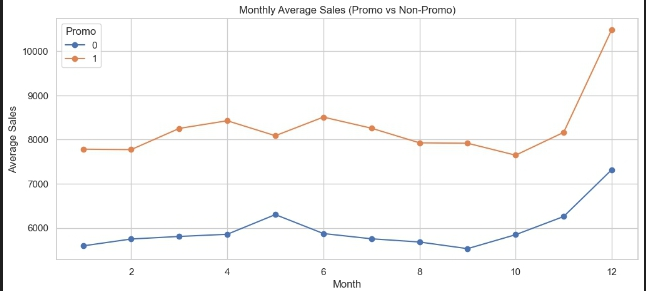 Monthly Average Sales (Promo vs Non-Promo)
Promo
0
1
10000
9000
8000
7000
6000
Average Sales
2 4 6 8 10 12
Month